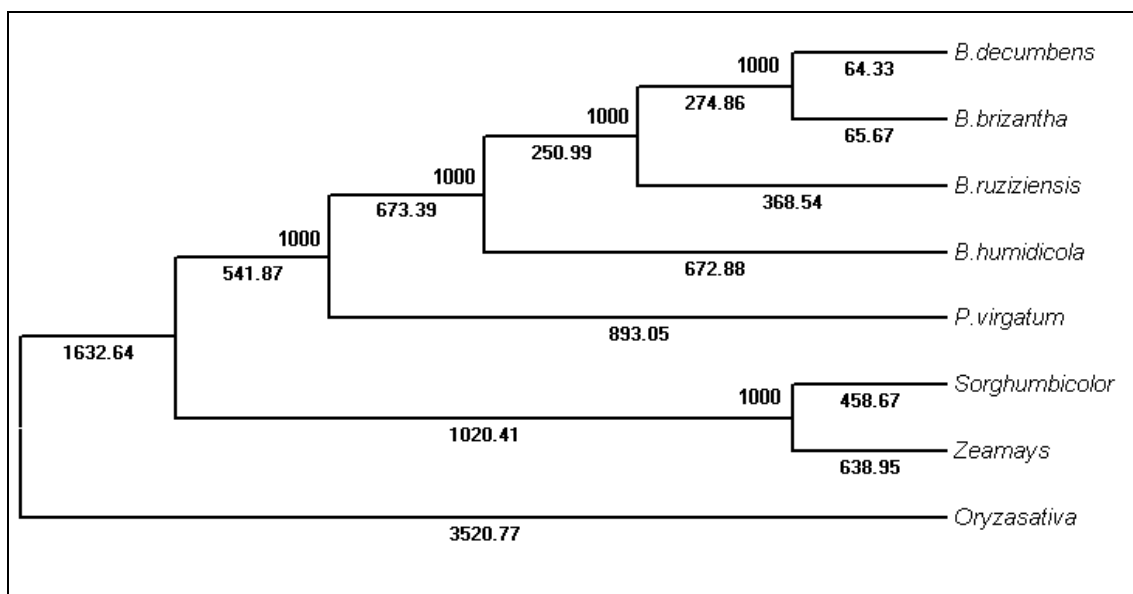 B.decumbens
1000
64.33
274.86
B.brizantha
1000
65.67
250.99
B.ruziziensis
1000
368.54
673.39
B.humidicola
1000
672.88
541.87
P.virgatum
893.05
1632.64
Sorghumbicolor
1000
458.67
1020.41
Zeamays
638.95
Oryzasativa
3520.77